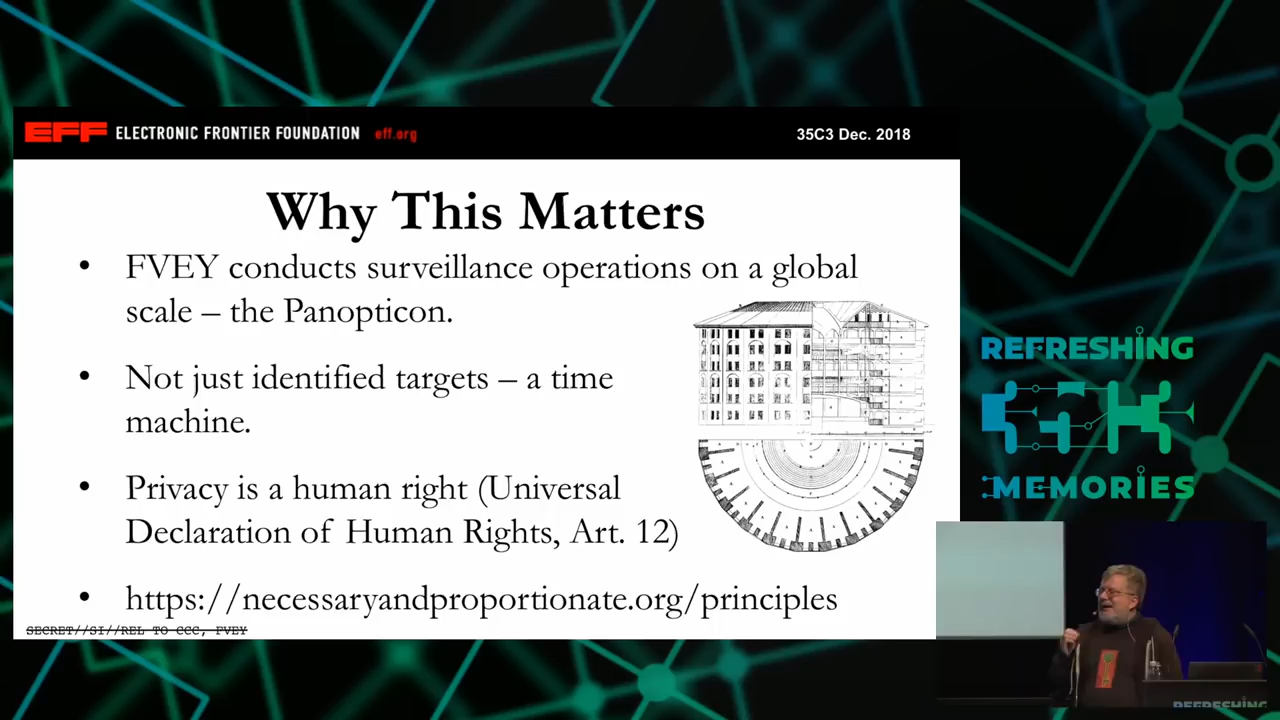 EFF ELECTRONIC FRONTIER FOUNDATION eff.org
35C3 Dec. 2018
Why This Matters
• FVEY conducts surveillance operations on a global
scale – the Panopticon.
• Not just identified targets – a time
machine.
• Privacy is a human right (Universal
Declaration of Human Rights, Art. 12)
• https://necessaryandproportionate.org/principles
SECRET//SI//REL TO CCC, FVEY
REFRESHING
35C3
MEMORIES
REFRESHING